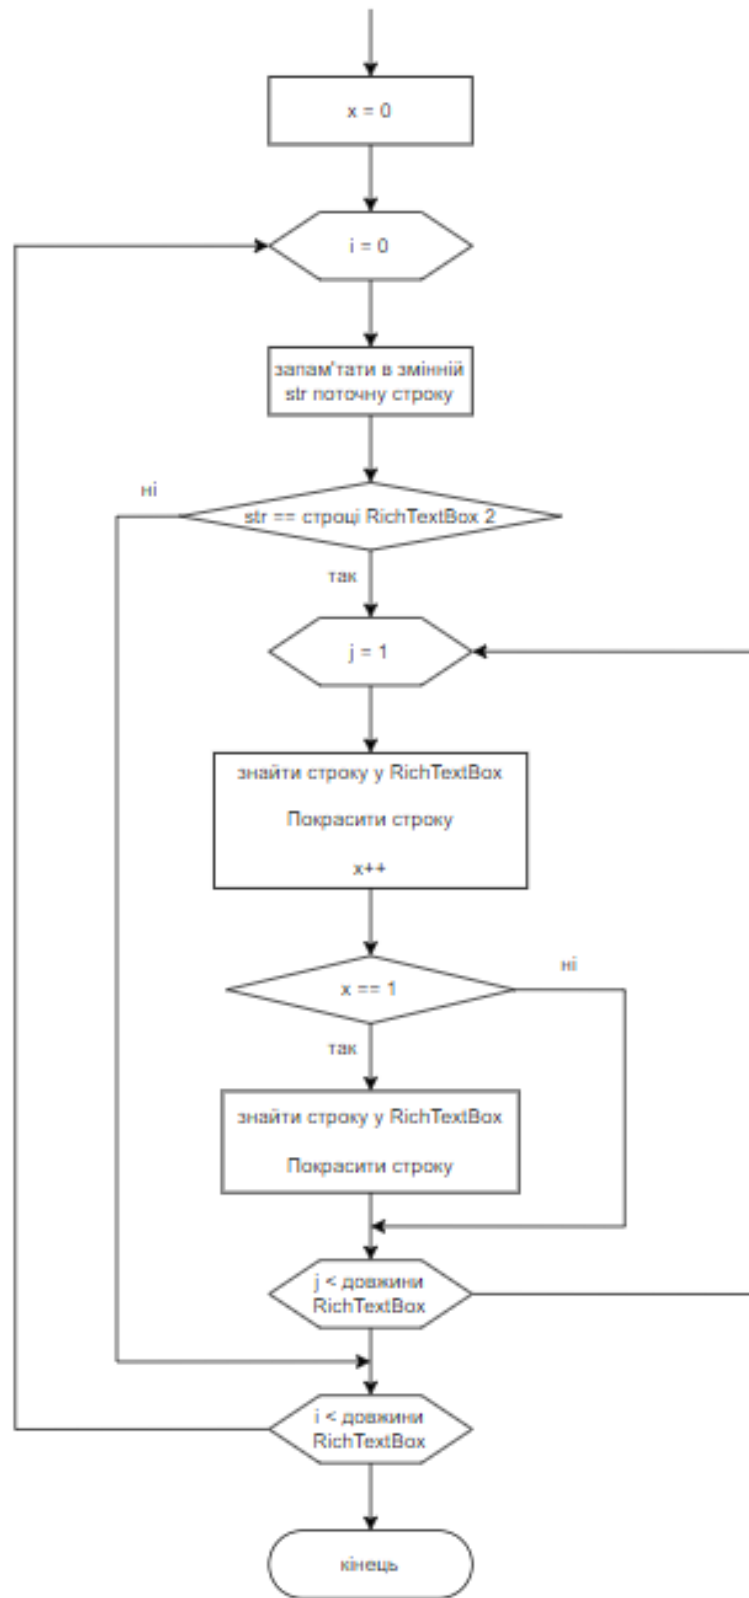 x = 0
i = 0
запам'тати в змінній
str поточну строку
ні
str == строці RichTextBox 2
так
j = 1
знайти строку у RichTextBox
Покрасити строку
x++
ні
x == 1
так
знайти строку у RichTextBox
Покрасити строку
j < довжини
RichTextBox
i < довжини
RichTextBox
кінець